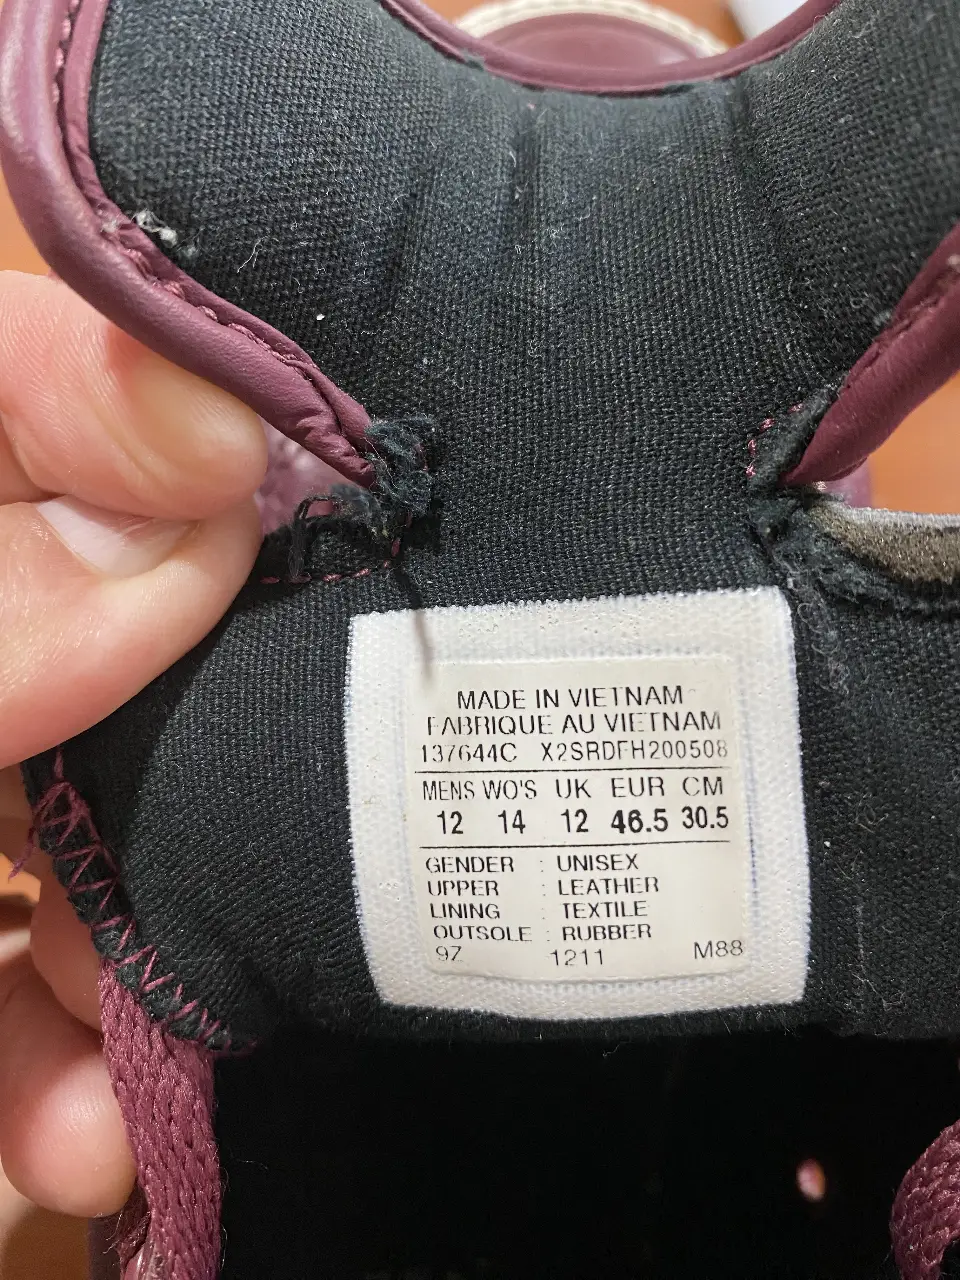 MADE IN VIETNAM
FABRIQUE AU VIETNAM
137644C X2SRDFH200508
MENS WO'S UK EUR CM
12 14 12 46.5 30.5
GENDER : UNISEX
UPPER : LEATHER
LINING : TEXTILE
OUTSOLE : RUBBER
9Z 1211 M88